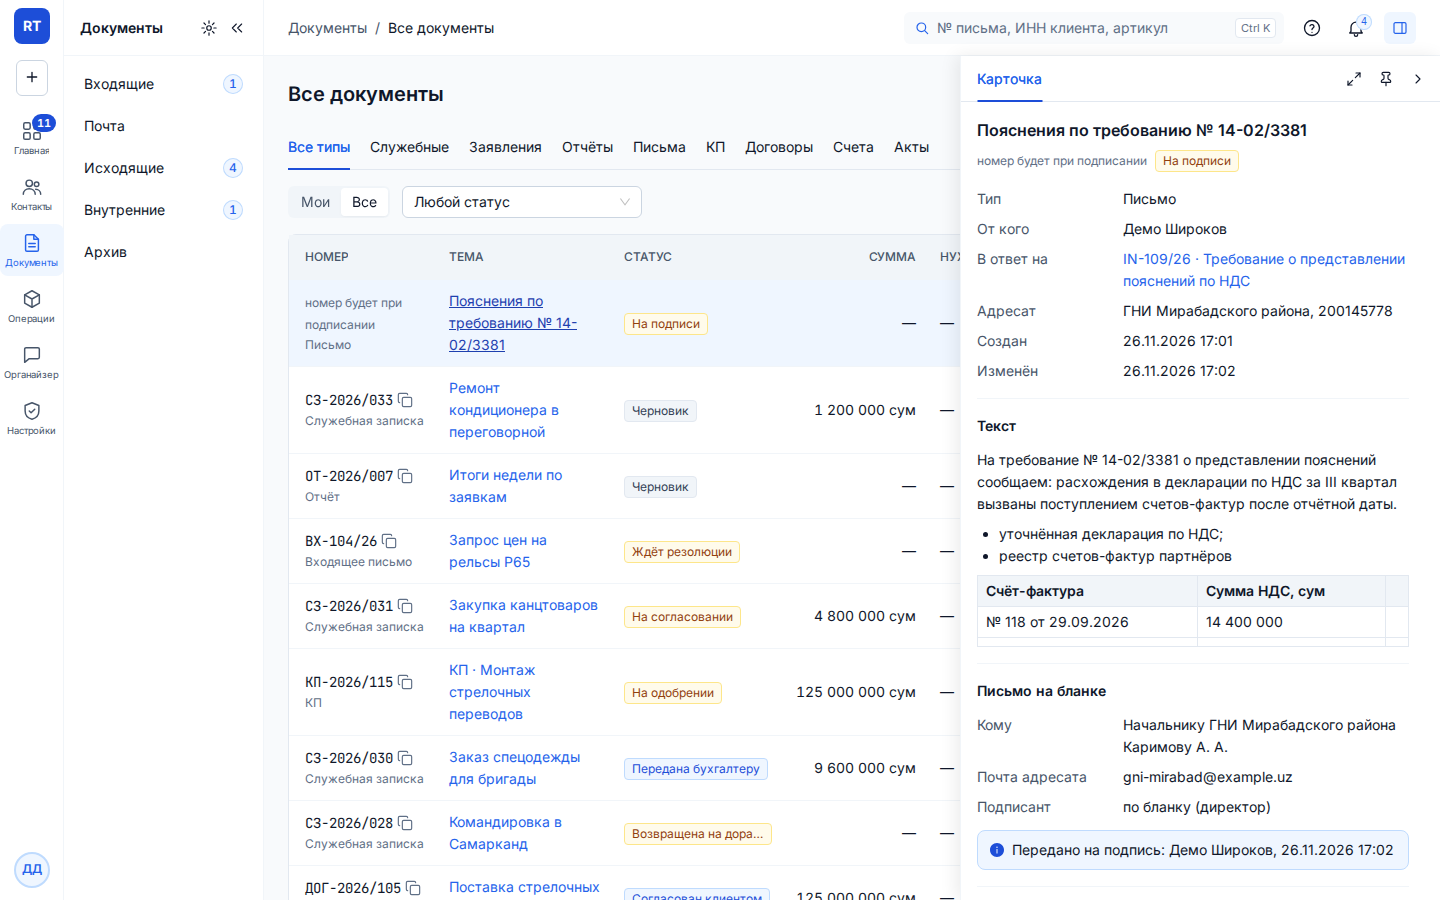 RT
Документы
Документы / Все документы
№ письма, ИНН клиента, артикул
Ctrl K
4
11
Главная
Контакты
Документы
Операции
Органайзер
Настройки
ДД
Входящие 1
Почта
Исходящие 4
Внутренние 1
Архив
Все документы
Все типы Служебные Заявления Отчёты Письма КП Договоры Счета Акты
Мои Все Любой статус
НОМЕР ТЕМА СТАТУС СУММА
номер будет при подписании
Письмо
Пояснения по требованию № 14-02/3381
На подписи
— —
СЗ-2026/033
Служебная записка
Ремонт кондиционера в переговорной
Черновик
1 200 000 сум —
ОТ-2026/007
Отчёт
Итоги недели по заявкам
Черновик
— —
ВХ-104/26
Входящее письмо
Запрос цен на рельсы Р65
Ждёт резолюции
— —
СЗ-2026/031
Служебная записка
Закупка канцтоваров на квартал
На согласовании
4 800 000 сум —
КП-2026/115
КП
КП · Монтаж стрелочных переводов
На одобрении
125 000 000 сум —
СЗ-2026/030
Служебная записка
Заказ спецодежды для бригады
Передана бухгалтеру
9 600 000 сум —
СЗ-2026/028
Служебная записка
Командировка в Самарканд
Возвращена на дора...
— —
ДОГ-2026/105
Поставка стрелочных
Согласован клиентом
125 000 000 сум —
Карточка
Пояснения по требованию № 14-02/3381
номер будет при подписании На подписи
Тип Письмо
От кого Демо Широков
В ответ на IN-109/26 · Требование о представлении
пояснений по НДС
Адресат ГНИ Мирабадского района, 200145778
Создан 26.11.2026 17:01
Изменён 26.11.2026 17:02
Текст
На требование № 14-02/3381 о представлении пояснений
сообщаем: расхождения в декларации по НДС за III квартал
вызваны поступлением счетов-фактур после отчётной даты.
уточнённая декларация по НДС;
реестр счетов-фактур партнёров
Счёт-фактура Сумма НДС, сум
№ 118 от 29.09.2026 14 400 000
Письмо на бланке
Кому Начальнику ГНИ Мирабадского района
Каримову А. А.
Почта адресата gni-mirabad@example.uz
Подписант по бланку (директор)
Передано на подпись: Демо Широков, 26.11.2026 17:02